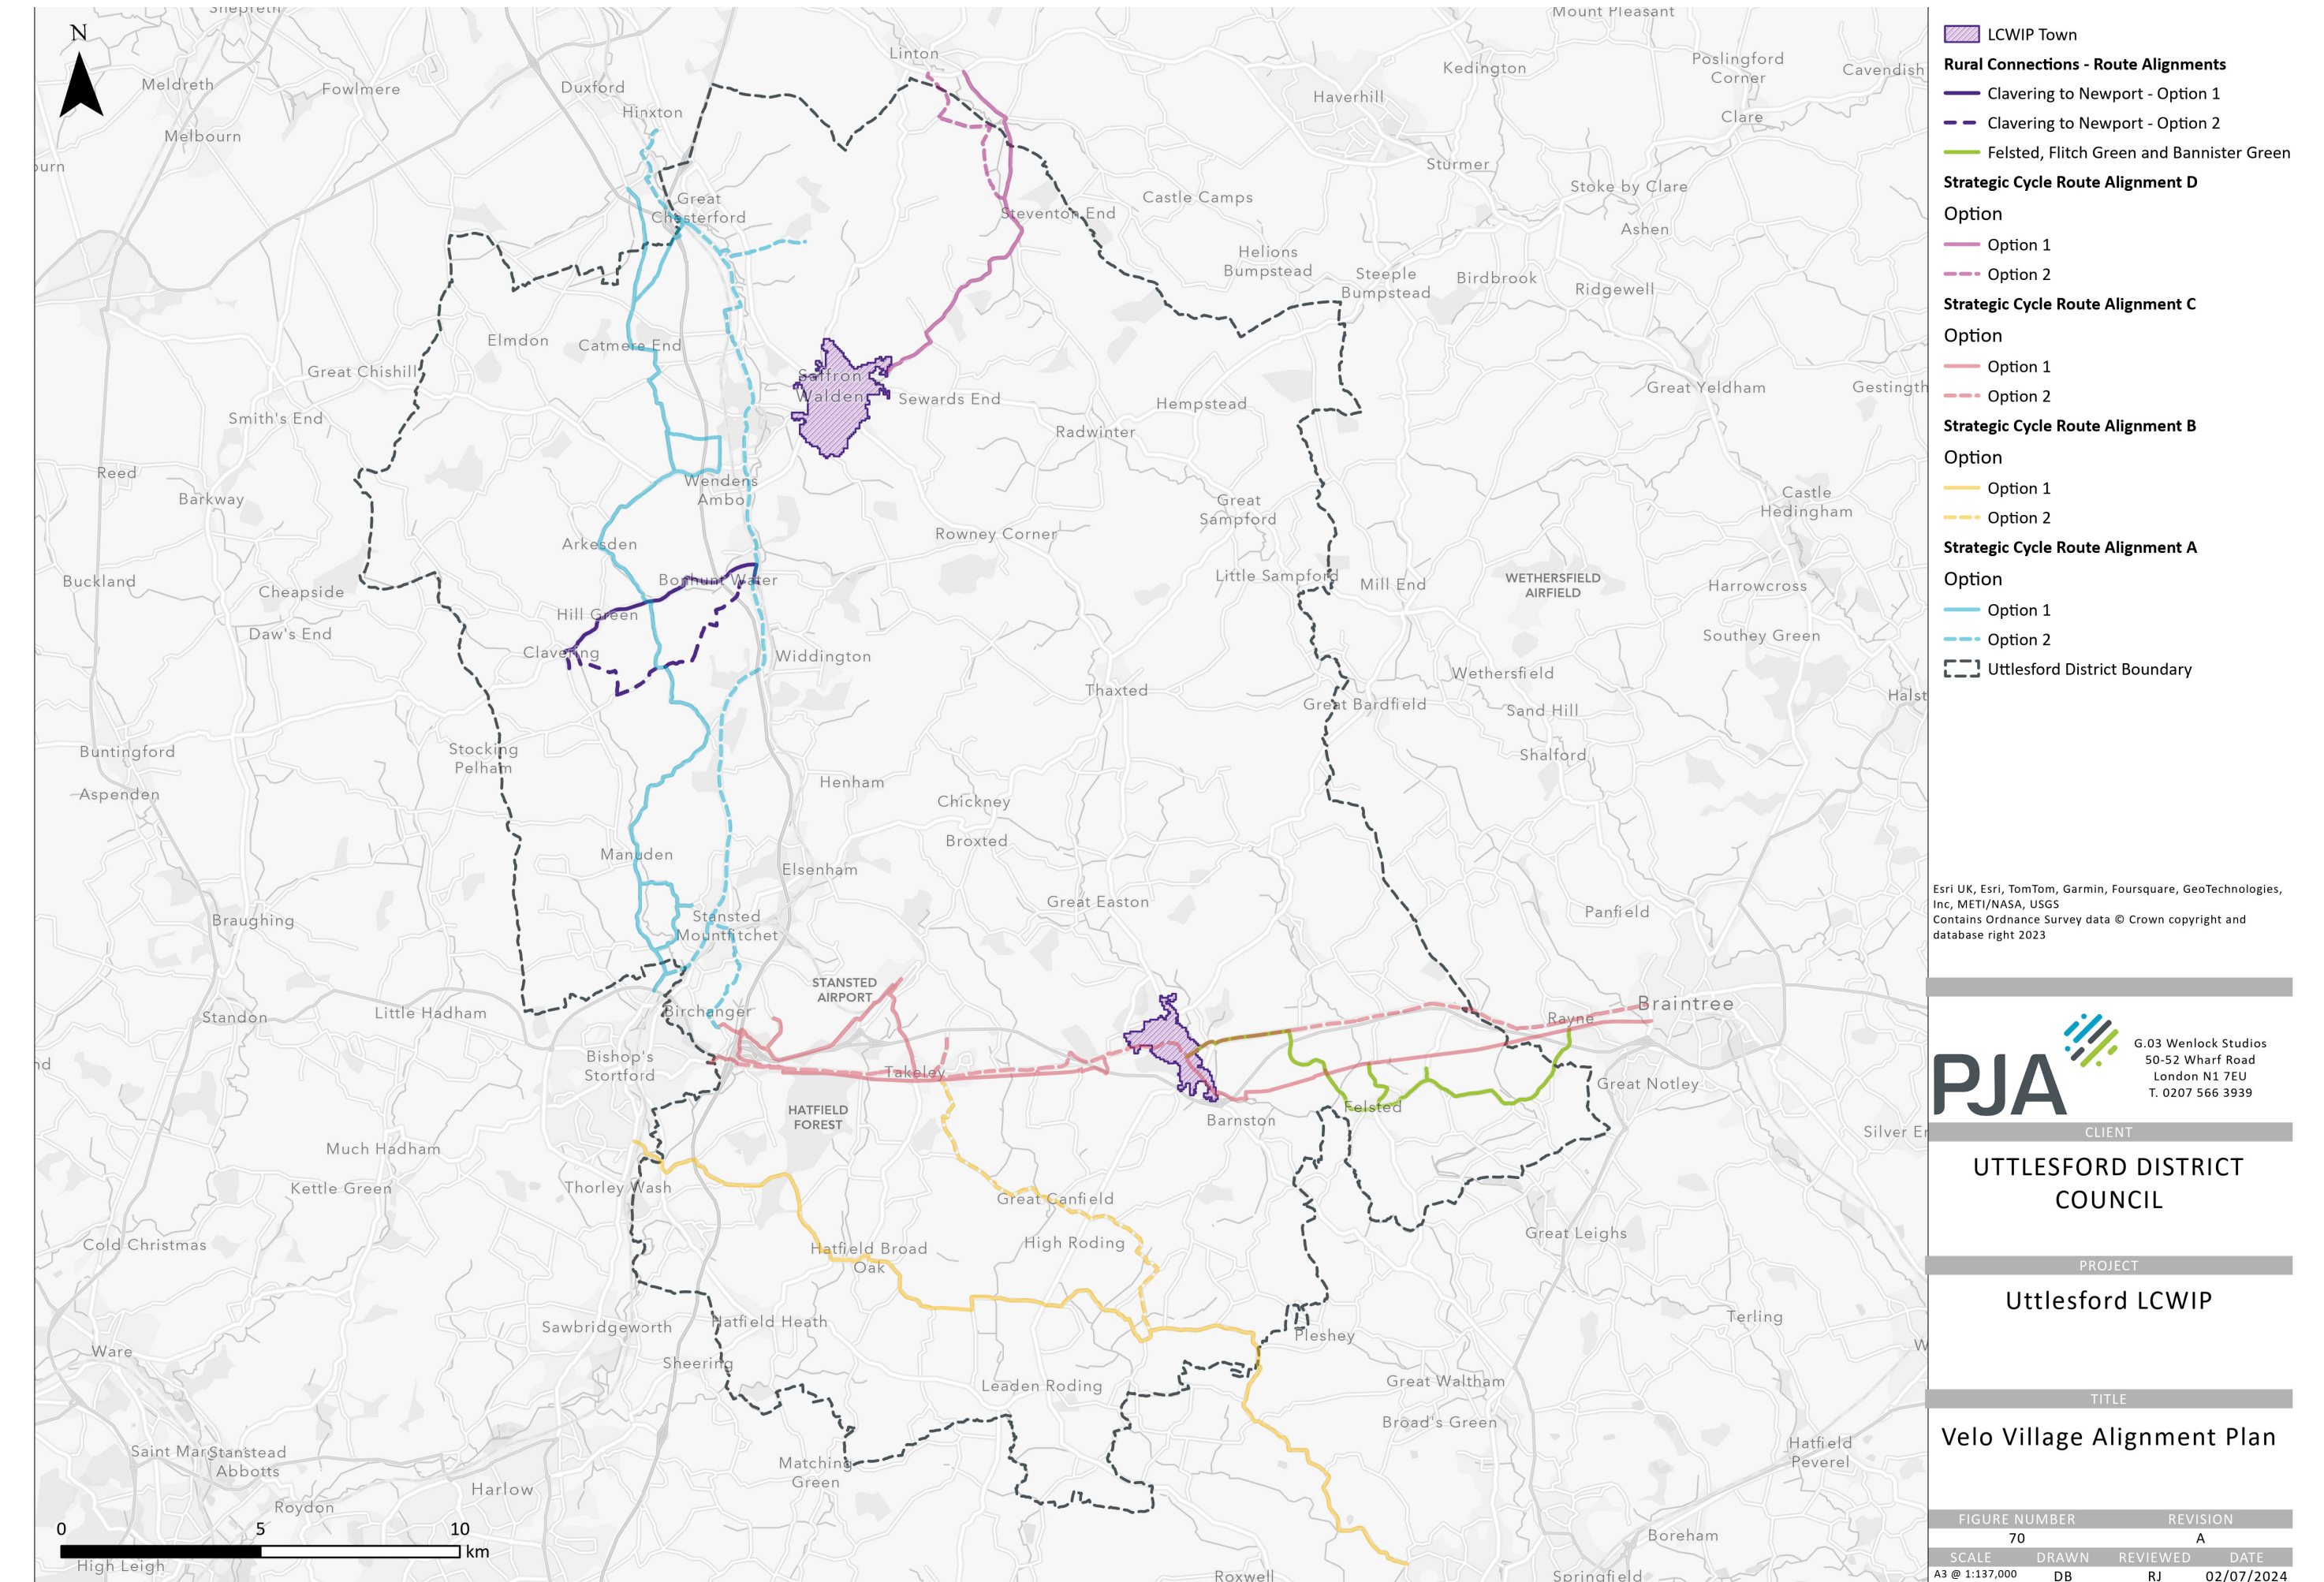 N
Shepreth
Mount Pleasant
Linton
Meldreth
Fowlmere
Duxford
Kedington
Poslingford
Corner
Cavendish
Haverhill
Hinxton
Clare
Melbourn
ourn
Sturmer
Stoke by Clare
Great
Chesterford
Castle Camps
Steventon End
Ashen
Helions
Bumpstead
Steeple
Bumpstead
Birdbrook
Ridgewell
Elmdon
Catmere End
Great Chishill
Saffron
Walden
Sewards End
Great Yeldham
Gestingth
Smith's End
Hempstead
Radwinter
Reed
Barkway
Wendens
Ambo
Great
Sampford
Castle
Hedingham
Rowney Corner
Arkesden
Buckland
Cheapside
Bonhunt Water
Little Sampford
Mill End
WETHERSFIELD
AIRFIELD
Harrowcross
Hill Green
Daw's End
Southey Green
Clavering
Widdington
Wethersfield
Thaxted
Great Bardfield
Sand Hill
Halst
Buntingford
Stocking
Pelham
Shalford
Aspenden
Henham
Chickney
Broxted
Manuden
Elsenham
Great Easton
Braughing
Stansted
Mountfitchet
Panfield
STANSTED
AIRPORT
Braintree
Standon
Little Hadham
Birchanger
Rayne
nd
Bishop's
Stortford
Takeley
Great Notley
HATFIELD
FOREST
Felsted
Barnston
Silver En
Much Hadham
Kettle Green
Thorley Wash
Great Canfield
Cold Christmas
Hatfield Broad
Oak
High Roding
Great Leighs
Sawbridgeworth
Hatfield Heath
Pleshey
Terling
W
Ware
Sheering
Leaden Roding
Great Waltham
Broad's Green
Saint Mar
Stanstead
Abbotts
Matching
Green
Hatfield
Peverel
Harlow
Roydon
Boreham
High Leigh
Roxwell
Springfield
0 5 10
km
LCWIP Town
Rural Connections - Route Alignments
Clavering to Newport - Option 1
Clavering to Newport - Option 2
Felsted, Flitch Green and Bannister Green
Strategic Cycle Route Alignment D
Option
Option 1
Option 2
Strategic Cycle Route Alignment C
Option
Option 1
Option 2
Strategic Cycle Route Alignment B
Option
Option 1
Option 2
Strategic Cycle Route Alignment A
Option
Option 1
Option 2
Uttlesford District Boundary
Esri UK, Esri, TomTom, Garmin, Foursquare, GeoTechnologies,
Inc, METI/NASA, USGS
Contains Ordnance Survey data © Crown copyright and
database right 2023
PJA
G.03 Wenlock Studios
50-52 Wharf Road
London N1 7EU
T. 0207 566 3939
CLIENT
UTTLESFORD DISTRICT
COUNCIL
PROJECT
Uttlesford LCWIP
TITLE
Velo Village Alignment Plan
FIGURE NUMBER REVISION
70 A
SCALE DRAWN REVIEWED DATE
A3 @ 1:137,000 DB RJ 02/07/2024